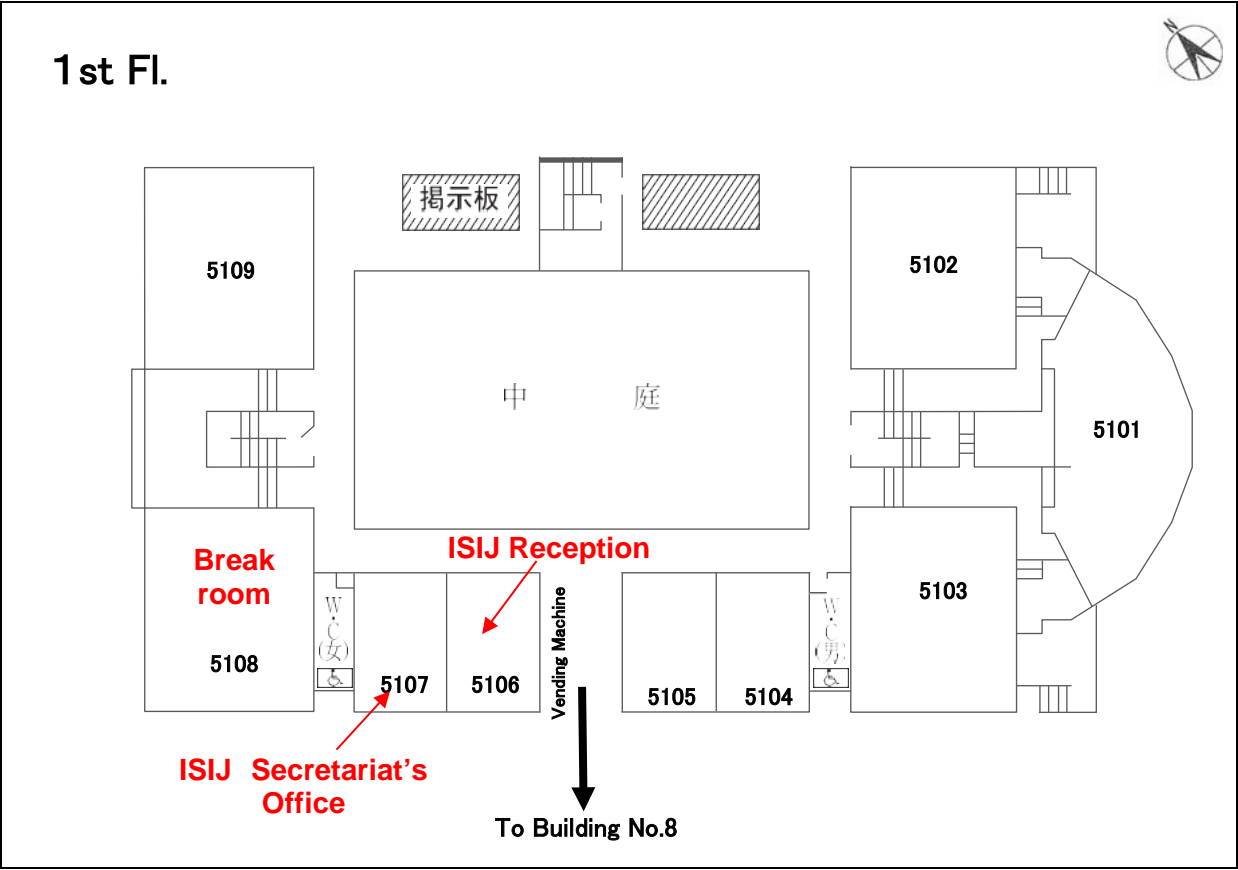 N
1st Fl.
掲示板
5109
5102
中 庭
5101
Break
room
5108
ISIJ Reception
5103
W・C(女)
5107
5106
Vending Machine
5105
5104
W・C(男)
ISIJ Secretariat's
Office
To Building No.8